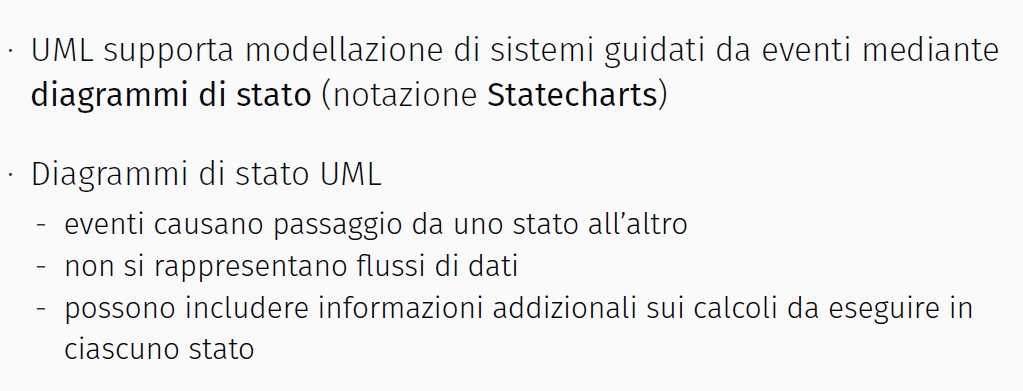 · UML supporta modellazione di sistemi guidati da eventi mediante
diagrammi di stato (notazione Statecharts)
· Diagrammi di stato UML
- eventi causano passaggio da uno stato all’altro
- non si rappresentano flussi di dati
- possono includere informazioni addizionali sui calcoli da eseguire in
ciascuno stato